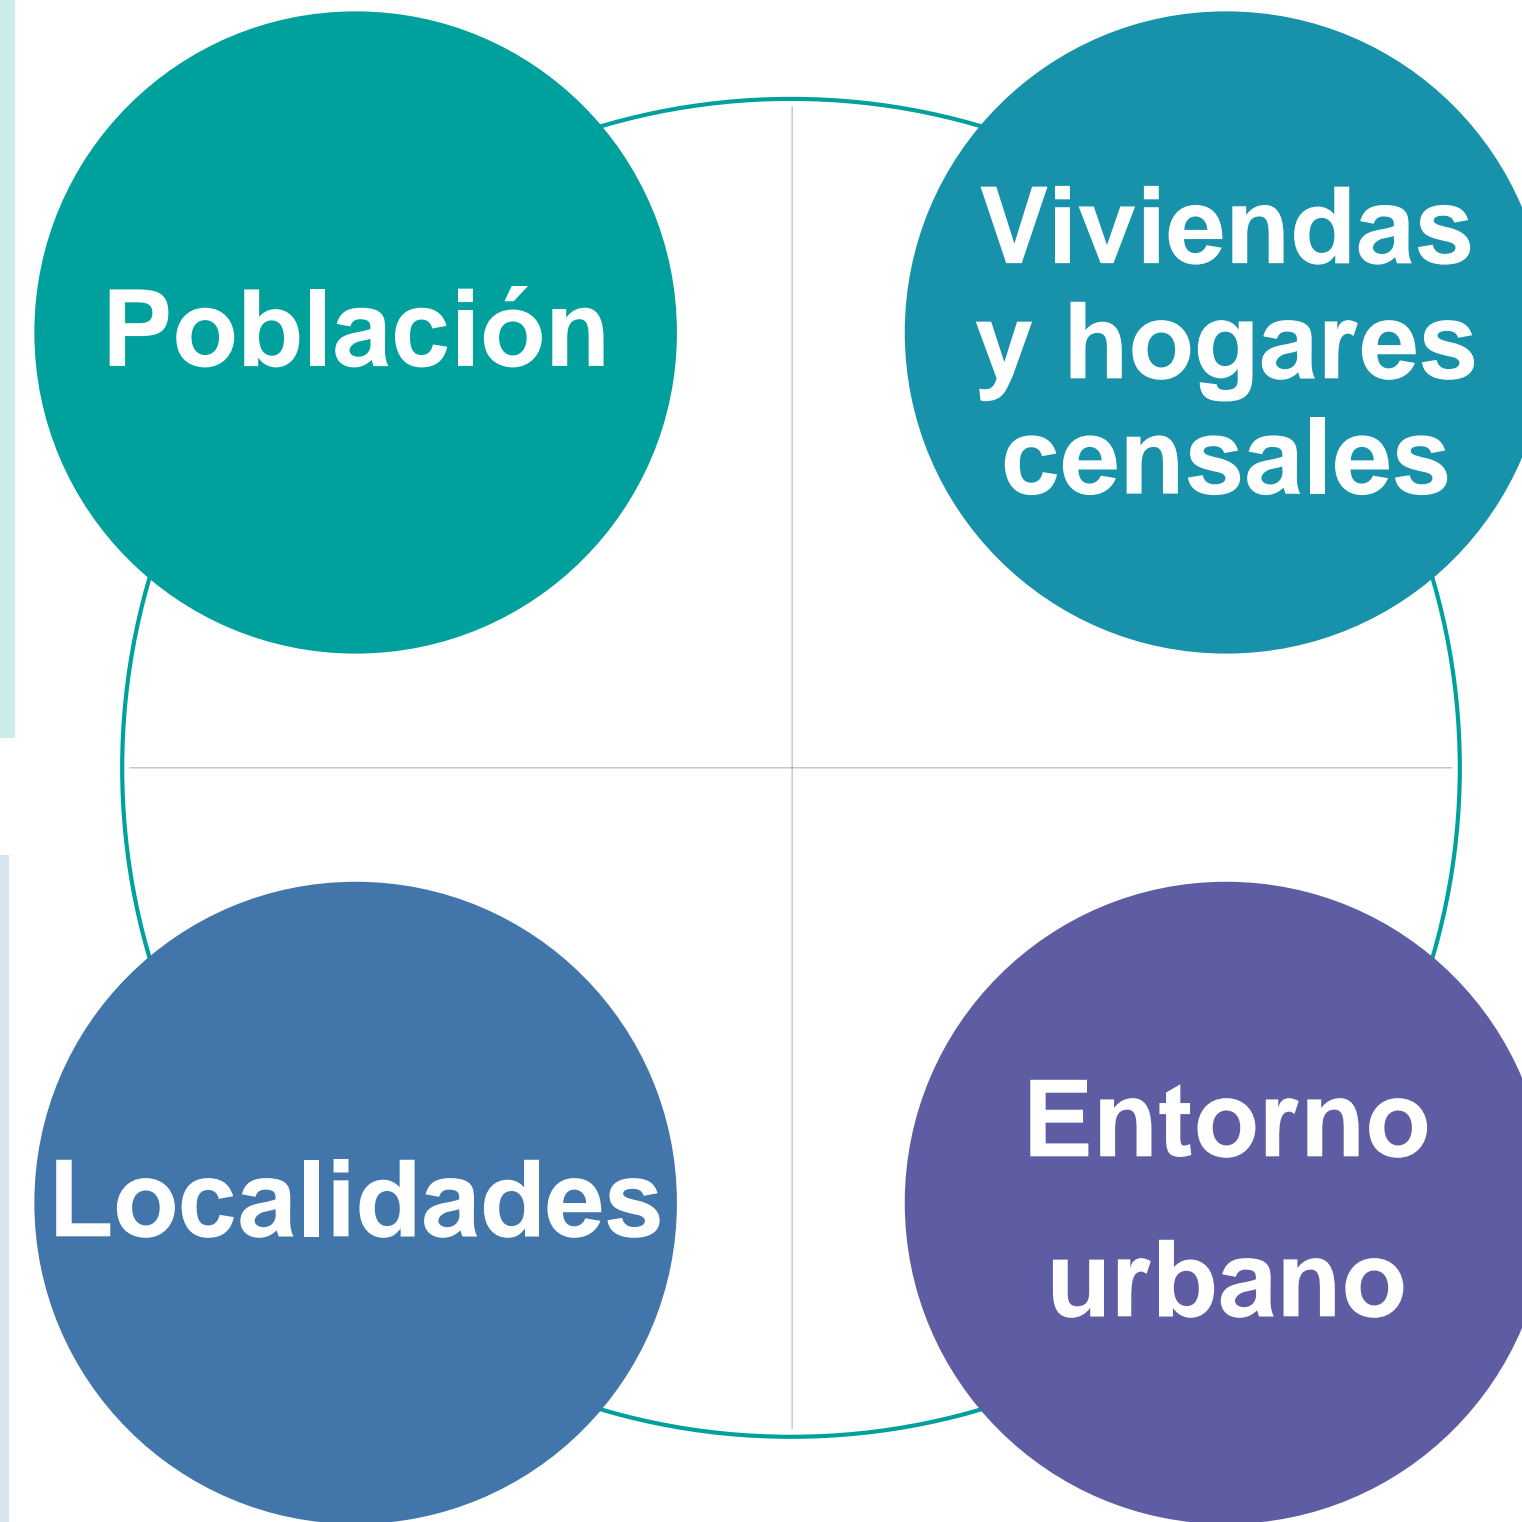 Población
Viviendas
y hogares
censales
Localidades
Entorno
urbano